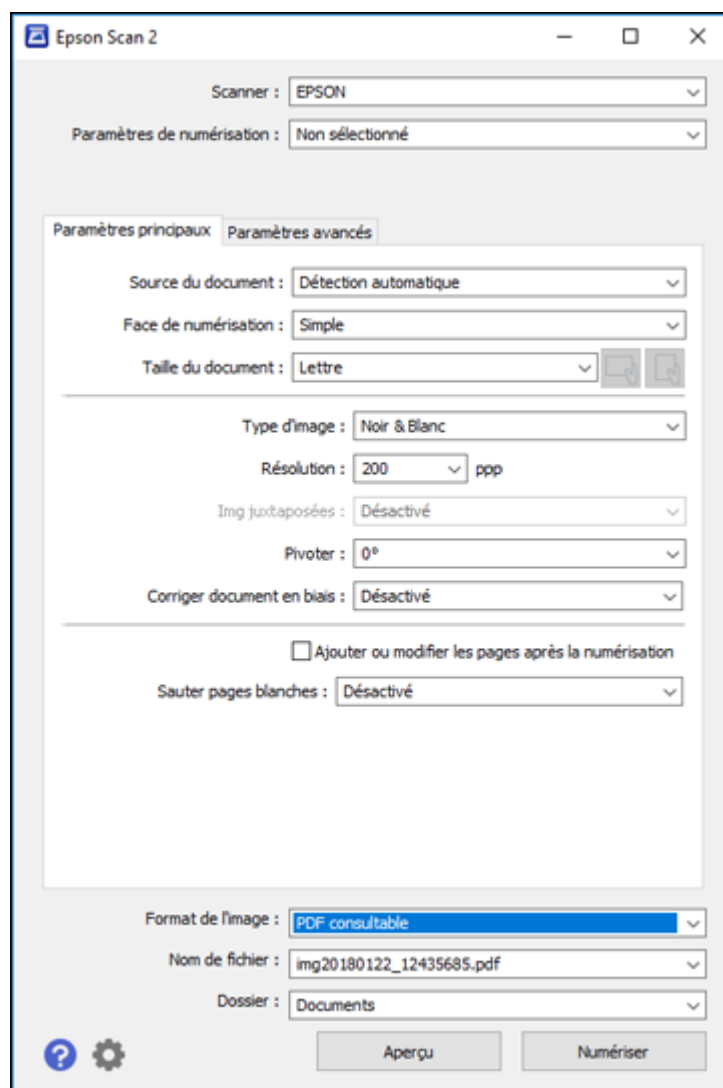 Epson Scan 2
Scanner : EPSON
Paramètres de numérisation : Non sélectionné
Paramètres principaux Paramètres avancés
Source du document : Détection automatique
Face de numérisation : Simple
Taille du document : Lettre
Type d'image : Noir & Blanc
Résolution : 200 ppp
Img juxtaposées : Désactivé
Pivoter : 0°
Corriger document en biais : Désactivé
Ajouter ou modifier les pages après la numérisation
Sauter pages blanches : Désactivé
Format de l'image : PDF consultable
Nom de fichier : img20180122_12435685.pdf
Dossier : Documents
? Aperçu Numériser